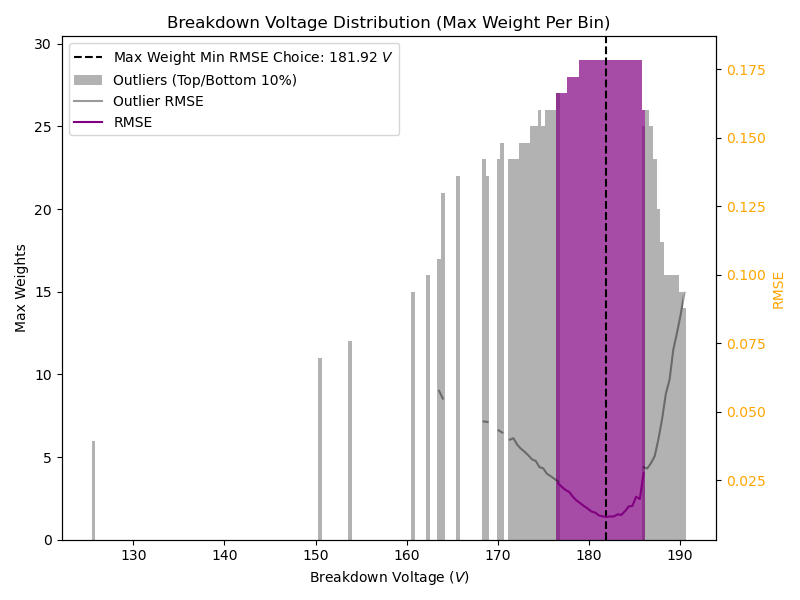 Breakdown Voltage Distribution (Max Weight Per Bin)
Max Weight Min RMSE Choice: 181.92 V
Outliers (Top/Bottom 10%)
Outlier RMSE
RMSE
Max Weights
30
25
20
15
10
5
0
130
140
150
160
170
180
190
Breakdown Voltage (V)
0.175
0.150
0.125
0.100
0.075
0.050
0.025
RMSE